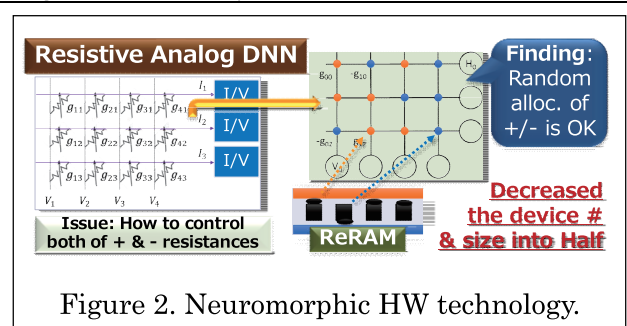 Resistive Analog DNN
I1
I/V
g11 g21 g31 g41
I2
I/V
g12 g22 g32 g42
I3
I/V
g13 g23 g33 g43
V1 V2 V3 V4
Issue: How to control
both of + & - resistances
g00 -g10
H0
-g02
V0
ReRAM
Finding:
Random
alloc. of
+/- is OK
Decreased
the device #
& size into Half
Figure 2. Neuromorphic HW technology.